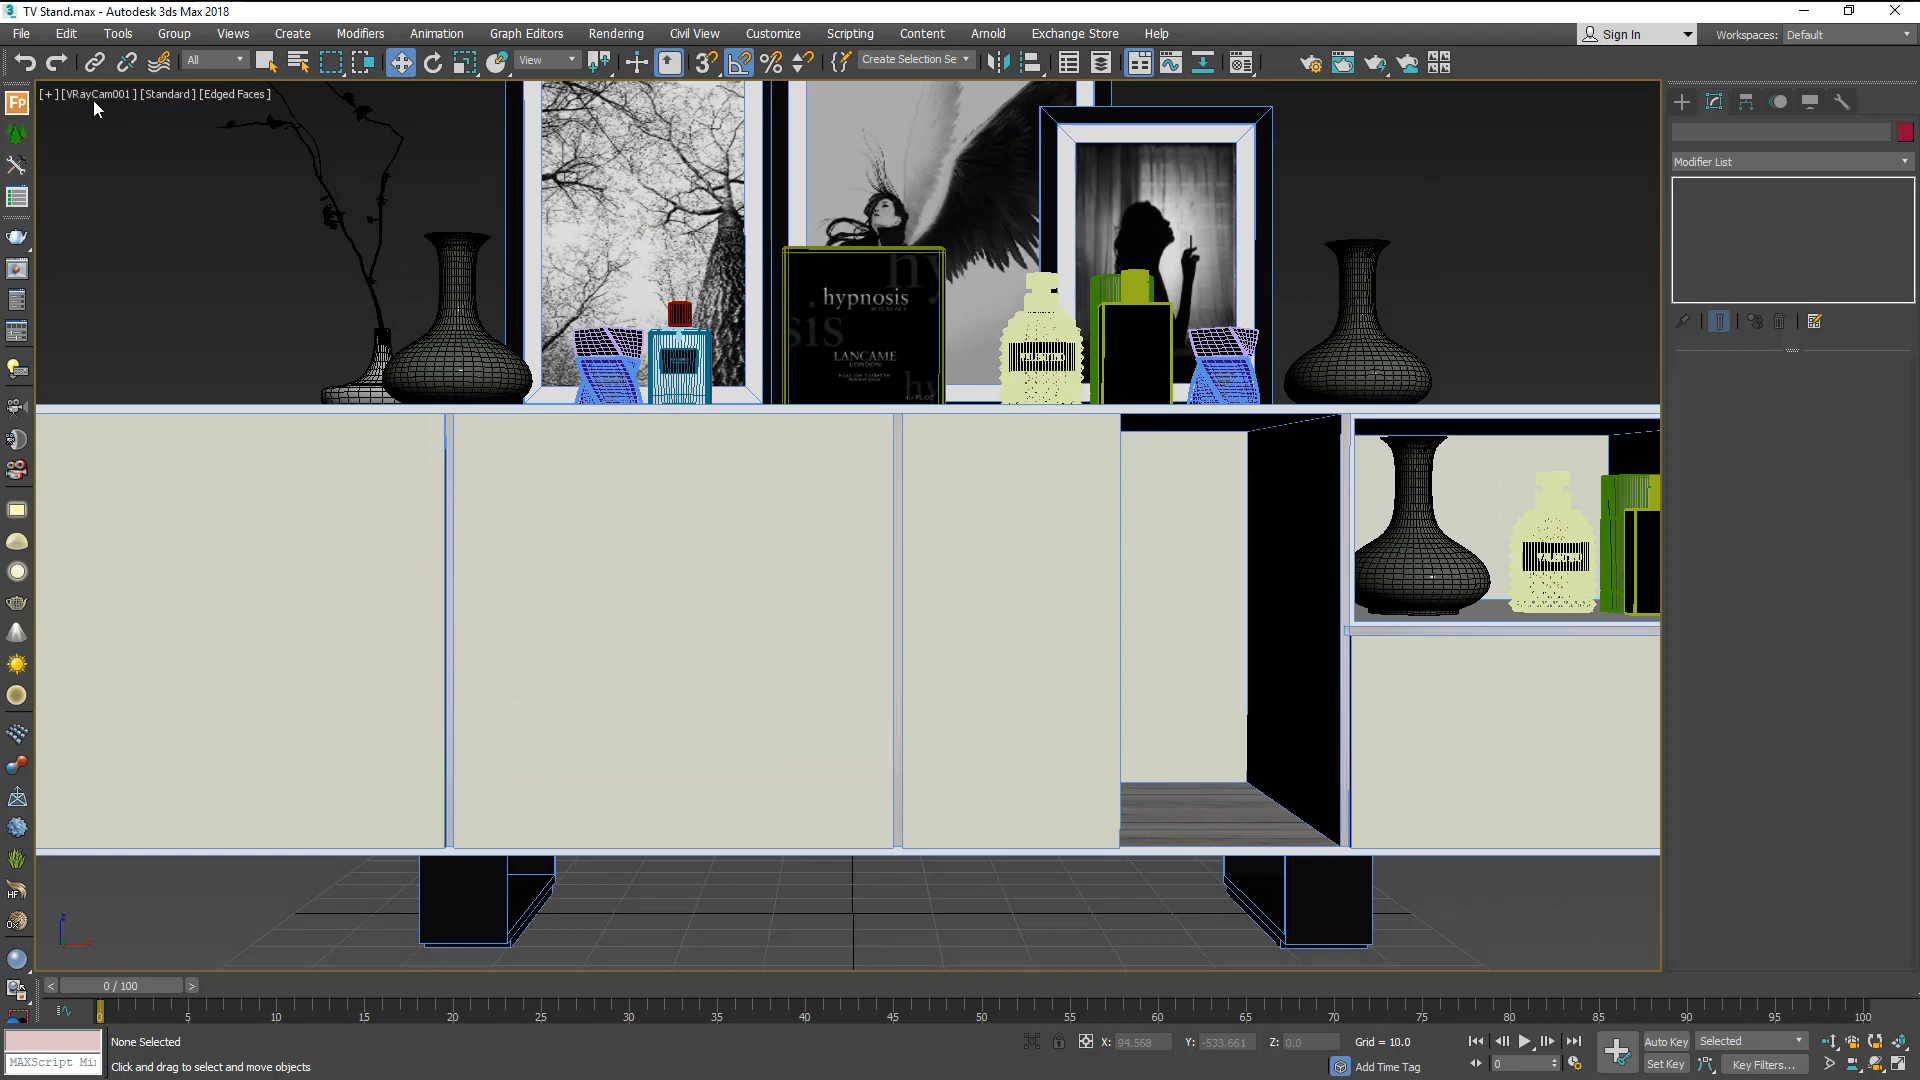 TV Stand.max - Autodesk 3ds Max 2018
File Edit Tools Group Views Create Modifiers Animation Graph Editors Rendering Civil View Customize Scripting Content Arnold Exchange Store Help
Sign In
Workspaces: Default
All
View
Create Selection Se
[+] [VRayCam001 ] [Standard ] [Edged Faces ]
Modifier List
hypnosis
HOMME
LANCAME
LONDON
< 0 / 100 >
0 5 10 15 20 25 30 35 40 45 50 55 60 65 70 75 80 85 90 95 100
None Selected
Click and drag to select and move objects
MAXScript Mi
X: 94.568 Y: -533.661 Z: 0.0 Grid = 10.0
Add Time Tag
0
Auto Key Selected
Set Key Key Filters...